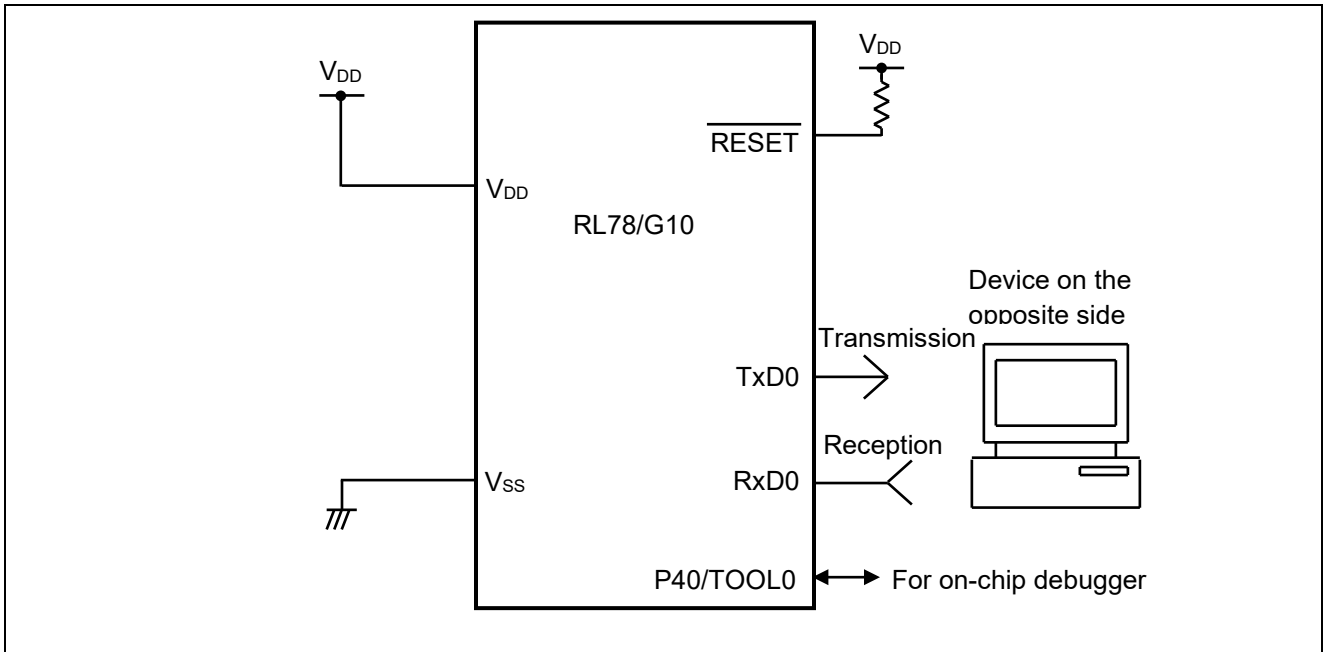 VDD
VDD
RESET
VDD
RL78/G10
Device on the
opposite side
Transmission
TxD0
Reception
RxD0
VSS
P40/TOOL0
For on-chip debugger